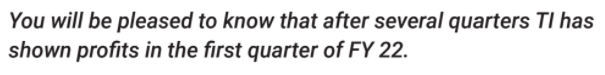 You will be pleased to know that after several quarters TI has
shown profits in the first quarter of FY 22.